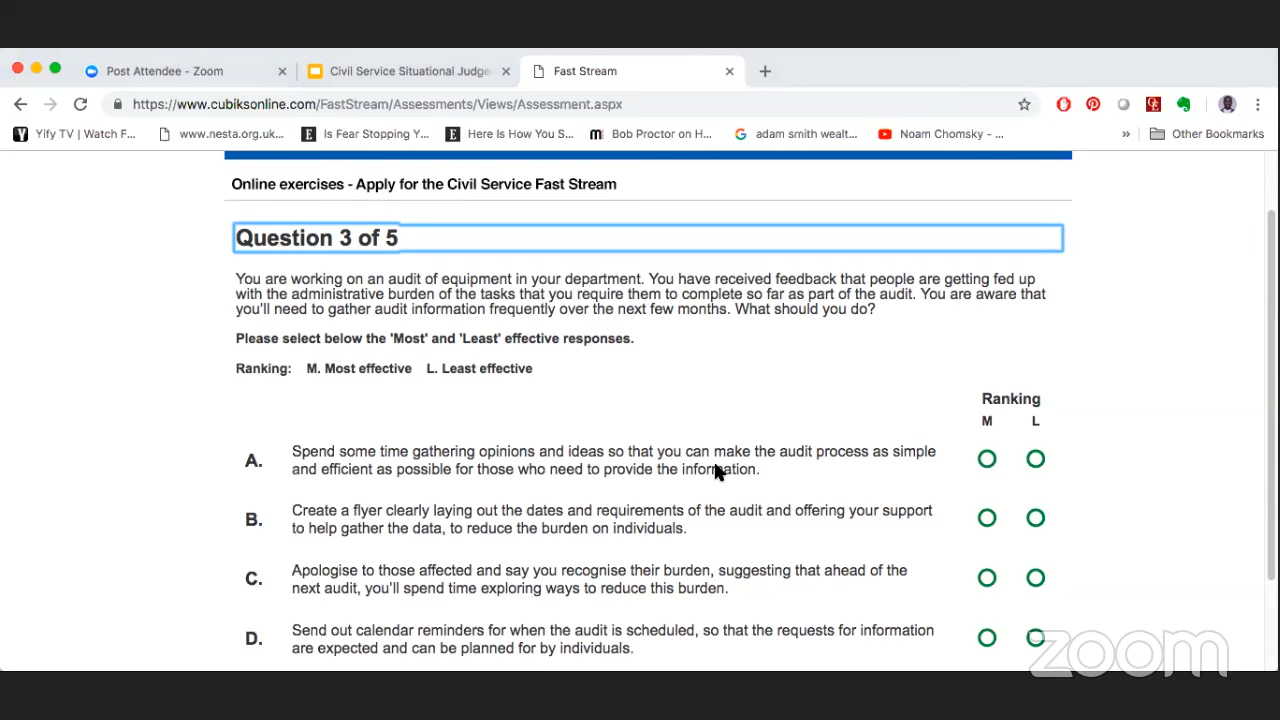 Post Attendee - Zoom
Civil Service Situational Judge
Fast Stream
https://www.cubiksonline.com/FastStream/Assessments/Views/Assessment.aspx
Yify TV | Watch F... www.nesta.org.uk... Is Fear Stopping Y... Here Is How You S... Bob Proctor on H... adam smith wealt... Noam Chomsky - ... » Other Bookmarks
Online exercises - Apply for the Civil Service Fast Stream
Question 3 of 5
You are working on an audit of equipment in your department. You have received feedback that people are getting fed up
with the administrative burden of the tasks that you require them to complete so far as part of the audit. You are aware that
you'll need to gather audit information frequently over the next few months. What should you do?
Please select below the 'Most' and 'Least' effective responses.
Ranking: M. Most effective L. Least effective
Ranking
M L
A. Spend some time gathering opinions and ideas so that you can make the audit process as simple
and efficient as possible for those who need to provide the information.
B. Create a flyer clearly laying out the dates and requirements of the audit and offering your support
to help gather the data, to reduce the burden on individuals.
C. Apologise to those affected and say you recognise their burden, suggesting that ahead of the
next audit, you'll spend time exploring ways to reduce this burden.
D. Send out calendar reminders for when the audit is scheduled, so that the requests for information
are expected and can be planned for by individuals.
zoom